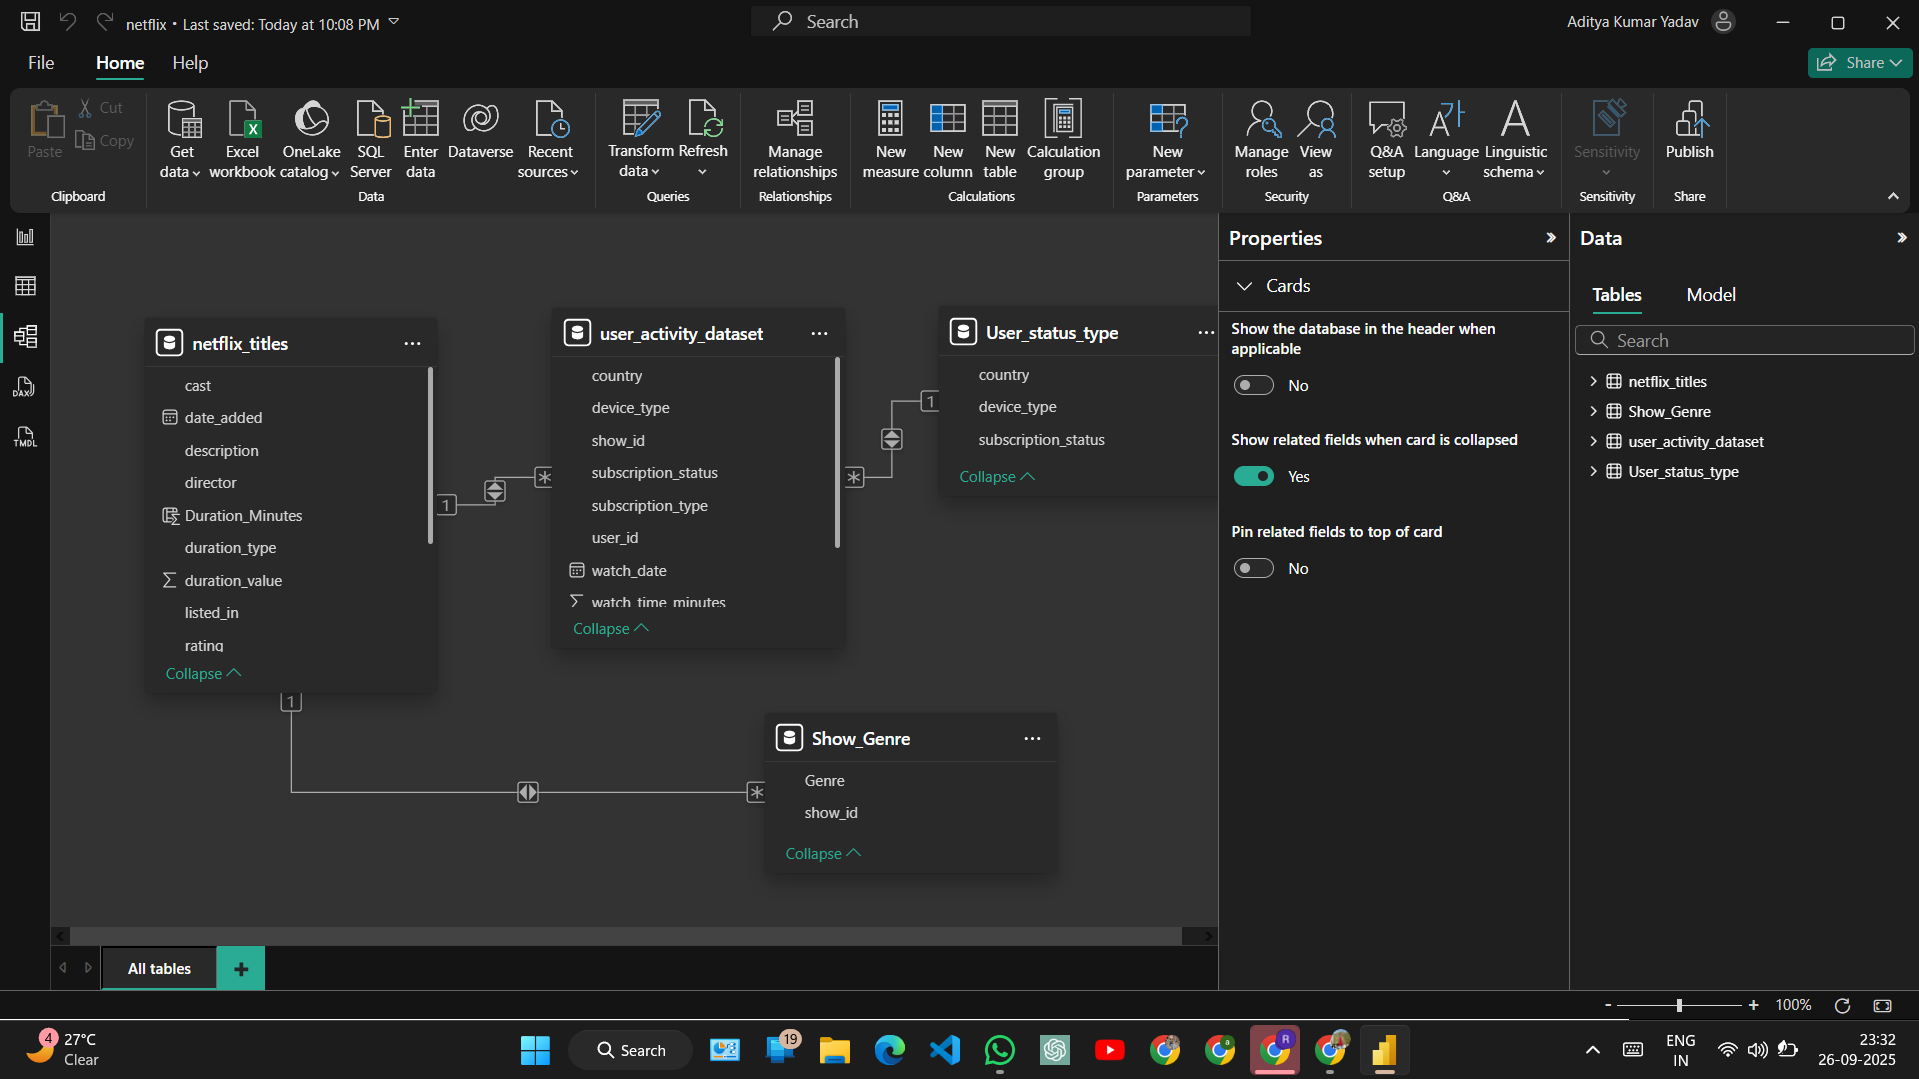 netflix • Last saved: Today at 10:08 PM
Search
Aditya Kumar Yadav
File
Home
Help
Share
Paste
Cut
Copy
Clipboard
Get
data
Excel
workbook
OneLake
catalog
SQL
Server
Enter
data
Dataverse
Recent
sources
Data
Transform
data
Refresh
Queries
Manage
relationships
Relationships
New
measure
New
column
New
table
Calculation
group
Calculations
New
parameter
Parameters
Manage
roles
View
as
Security
Q&A
setup
Language
Linguistic
schema
Q&A
Sensitivity
Sensitivity
Publish
Share
DAX
TMDL
netflix_titles
cast
date_added
description
director
Duration_Minutes
duration_type
duration_value
listed_in
rating
Collapse
1
1
*
user_activity_dataset
country
device_type
show_id
subscription_status
subscription_type
user_id
watch_date
watch_time_minutes
Collapse
*
1
User_status_type
country
device_type
subscription_status
Collapse
*
Show_Genre
Genre
show_id
Collapse
All tables
Properties
Cards
Show the database in the header when
applicable
No
Show related fields when card is collapsed
Yes
Pin related fields to top of card
No
Data
Tables
Model
Search
netflix_titles
Show_Genre
user_activity_dataset
User_status_type
- + 100%
4
27°C
Clear
Search
19
a
R
ENG
IN
23:32
26-09-2025